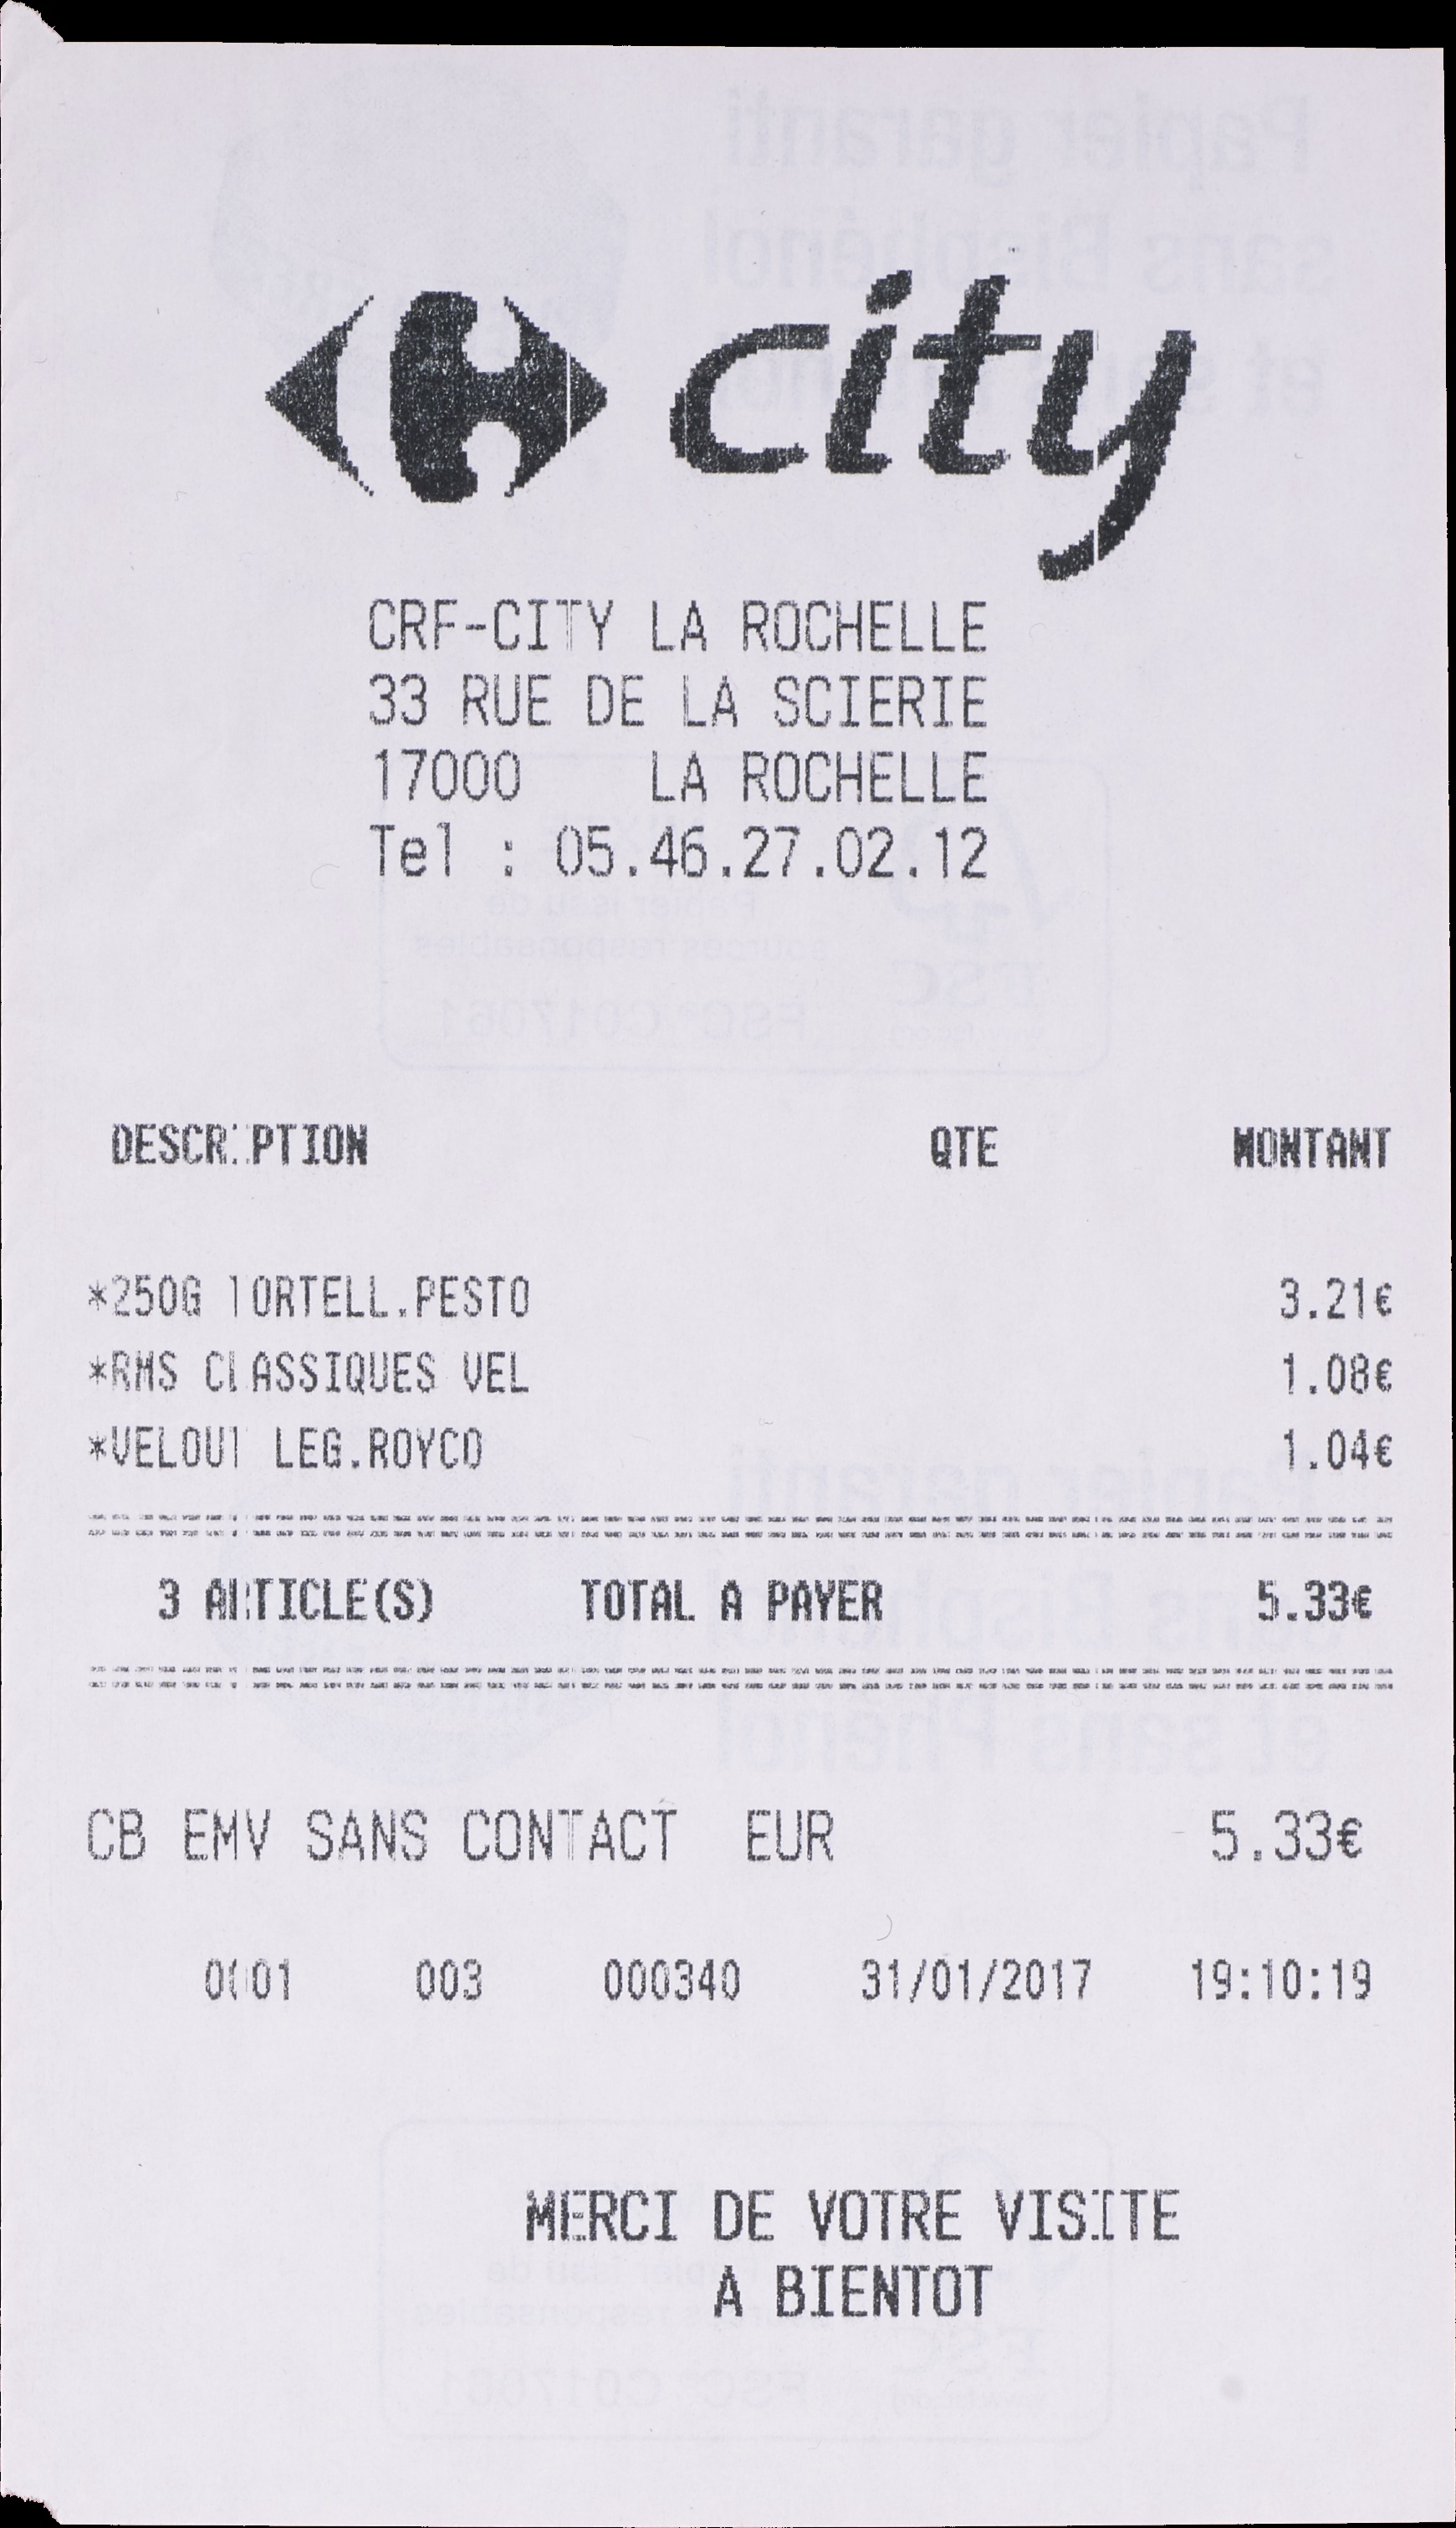 city
CRF-CITY LA ROCHELLE
33 RUE DE LA SCIERIE
17000 LA ROCHELLE
Tel : 05.46.27.02.12
DESCRIPTION QTE MONTANT
*250G TORTELL.PESTO 3.21€
*RMS CLASSIQUES VEL 1.08€
*VELOUT LEG.ROYCO 1.04€
3 ARTICLE(S) TOTAL A PAYER 5.33€
CB EMV SANS CONTACT EUR 5.33€
0001 003 000340 31/01/2017 19:10:19
MERCI DE VOTRE VISITE
A BIENTOT